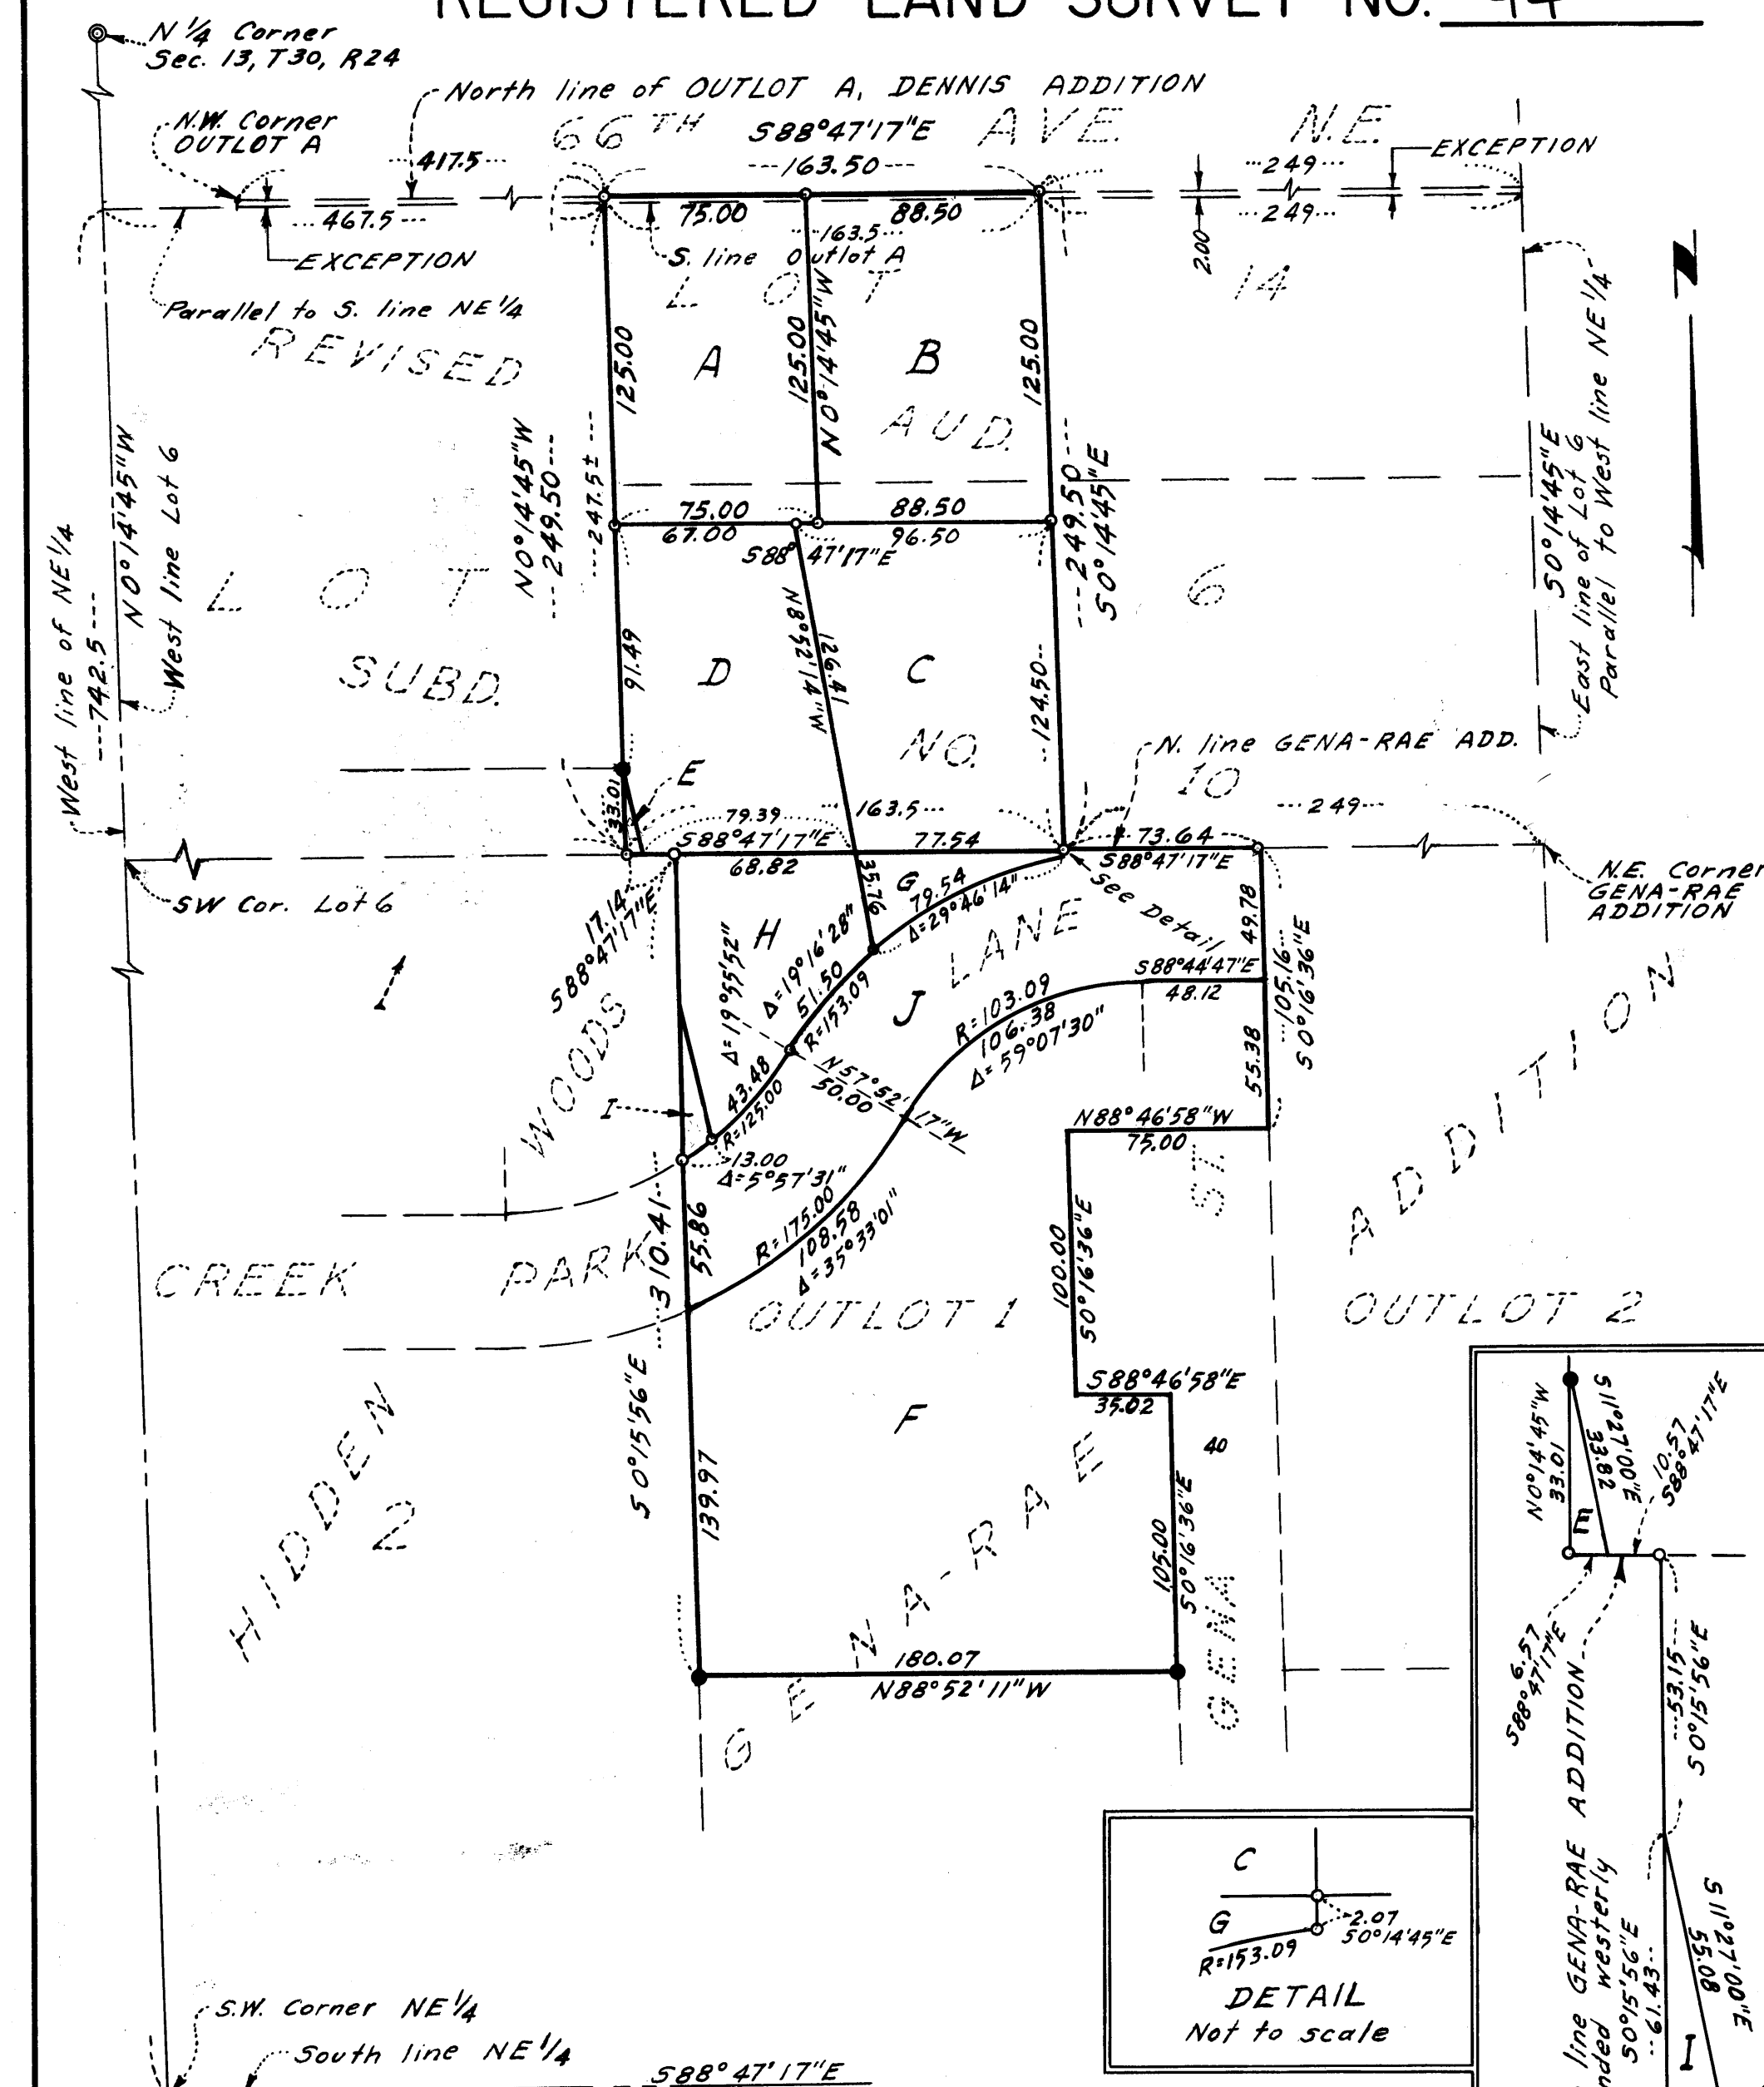 REGISTERED LAND SURVEY NO. 44
N 1/4 Corner
Sec. 13, T30, R24
North line of OUTLOT A, DENNIS ADDITION
N.W. Corner
OUTLOT A
66TH AVE. N.E.
S88°47'17"E
163.50
417.5
249
EXCEPTION
467.5
75.00
88.50
249
2.00
163.5
S. line Outlot A
EXCEPTION
Parallel to S. line NE 1/4
LOT 14
REVISED
125.00
A
125.00
N0°14'45"W
B
125.00
AUD.
N0°14'45"W
249.50
247.5±
249.50
S0°14'45"E
West line of NE 1/4
742.5
N0°14'45"W
West line Lot 6
S0°14'45"E
East line of Lot 6
Parallel to West line NE 1/4
75.00
88.50
67.00
96.50
S88°47'17"E
LOT
6
SUBD.
91.49
D
N8°52'14"W
126.41
C
124.50
NO.
10
N. line GENA-RAE ADD.
E
33.01
79.39
163.5
249
S88°47'17"E
77.54
73.64
68.82
S88°47'17"E
SW Cor. Lot 6
N.E. Corner
GENA-RAE
ADDITION
17.14
S88°47'17"E
35.76
G
79.54
Δ=29°46'14"
See Detail
49.78
105.16
S0°16'36"E
H
Δ=19°55'52"
Δ=19°16'28"
51.50
R=153.09
J
LANE
S88°44'47"E
48.12
1
WOODS
R=103.09
106.38
Δ=59°07'30"
55.38
N57°52'17"W
50.00
43.48
R=125.00
I
N88°46'58"W
75.00
13.00
Δ=5°57'31"
ST.
ADDITION
310.41
55.86
R=175.00
108.58
Δ=35°33'01"
100.00
S0°16'36"E
CREEK PARK
OUTLOT 1
OUTLOT 2
S0°15'56"E
S88°46'58"E
35.02
F
40
HIDDEN
2
139.97
105.00
S0°16'36"E
GENA-RAE
GENA
180.07
N88°52'11"W
N0°14'45"W
33.01
S11°27'00"E
33.82
10.57
S88°47'17"E
E
6.57
S88°47'17"E
53.15
S0°15'56"E
line GENA-RAE ADDITION
westerly
S0°15'56"E
61.43
S11°27'00"E
55.08
I
C
G
2.07
S0°14'45"E
R=153.09
DETAIL
Not to scale
S.W. Corner NE 1/4
South line NE 1/4
S88°47'17"E